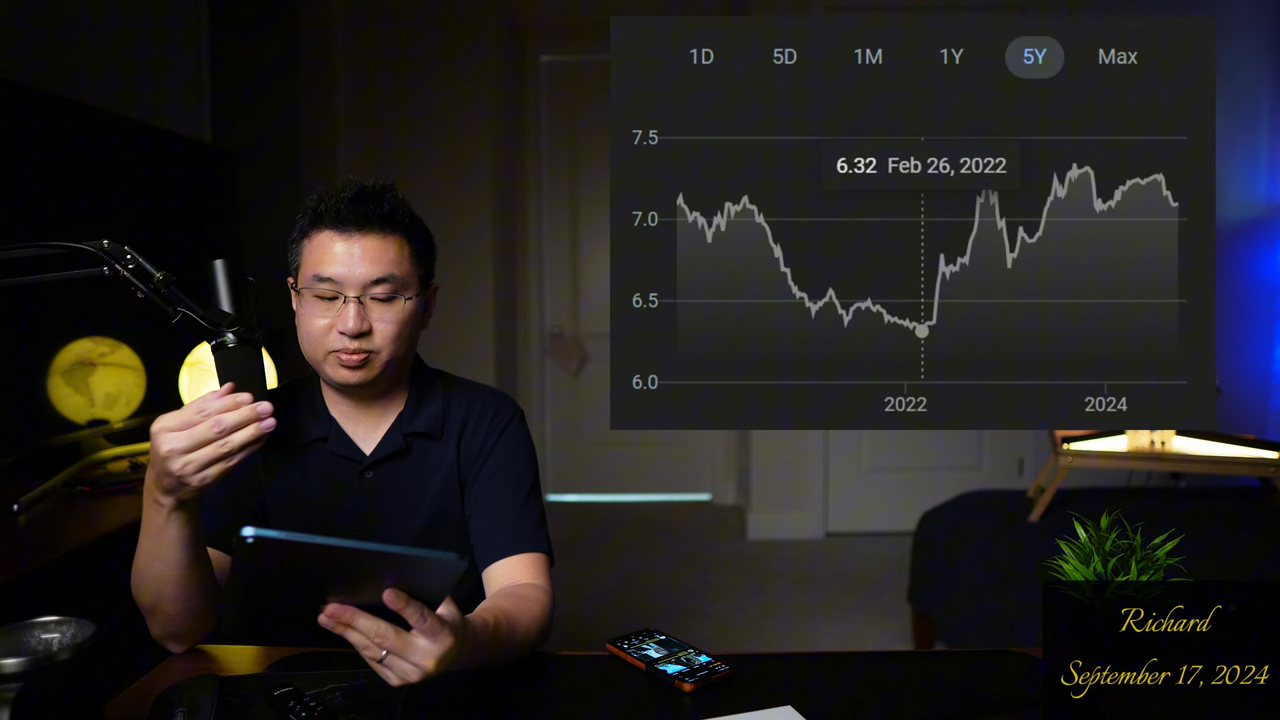 1D 5D 1M 1Y 5Y Max
7.5
6.32 Feb 26, 2022
7.0
6.5
6.0
2022 2024
Richard
September 17, 2024